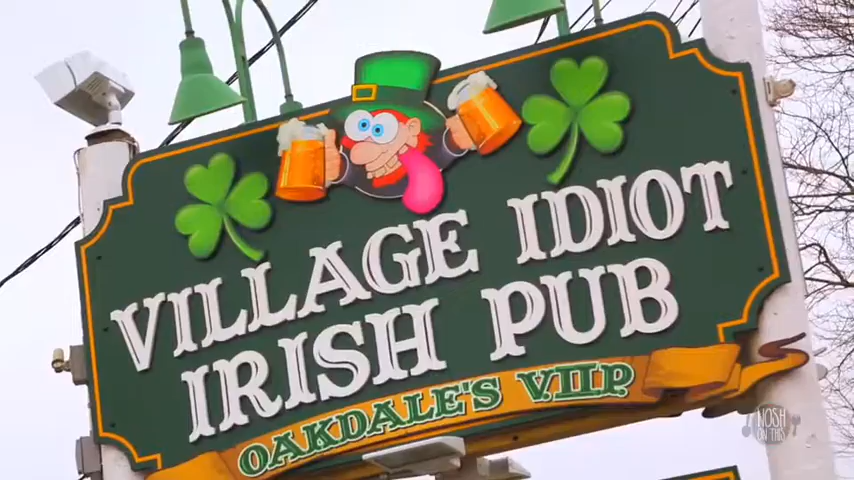 VILLAGE IDIOT
IRISH PUB
OAKDALE'S VIIP
NOSH
ON THIS